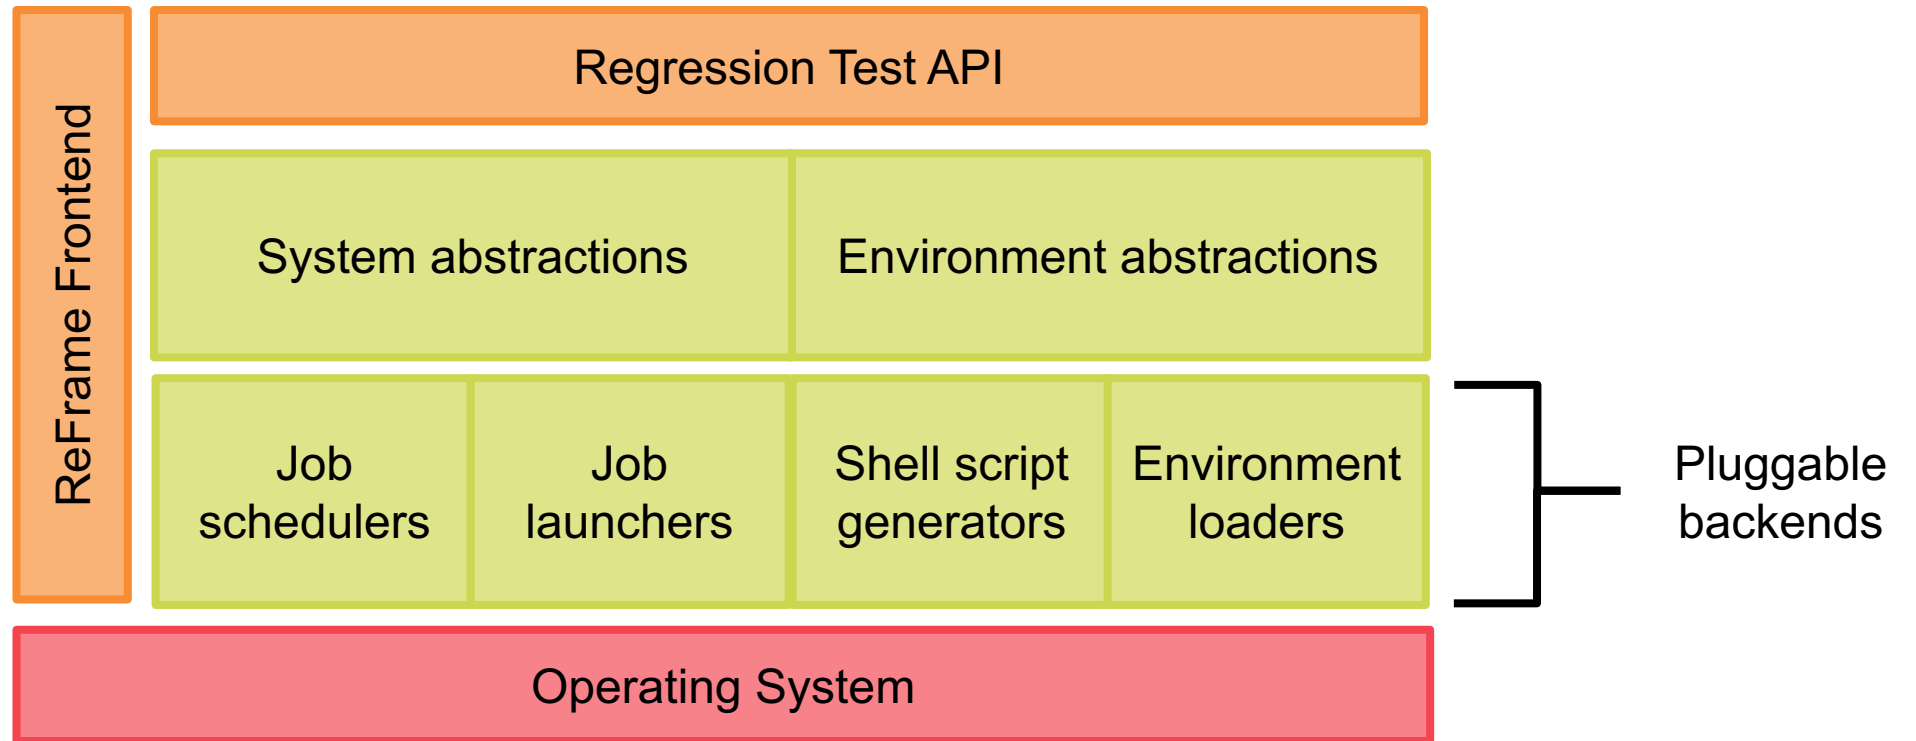 ReFrame Frontend
Regression Test API
System abstractions
Environment abstractions
Job
schedulers
Job
launchers
Shell script
generators
Environment
loaders
Pluggable
backends
Operating System